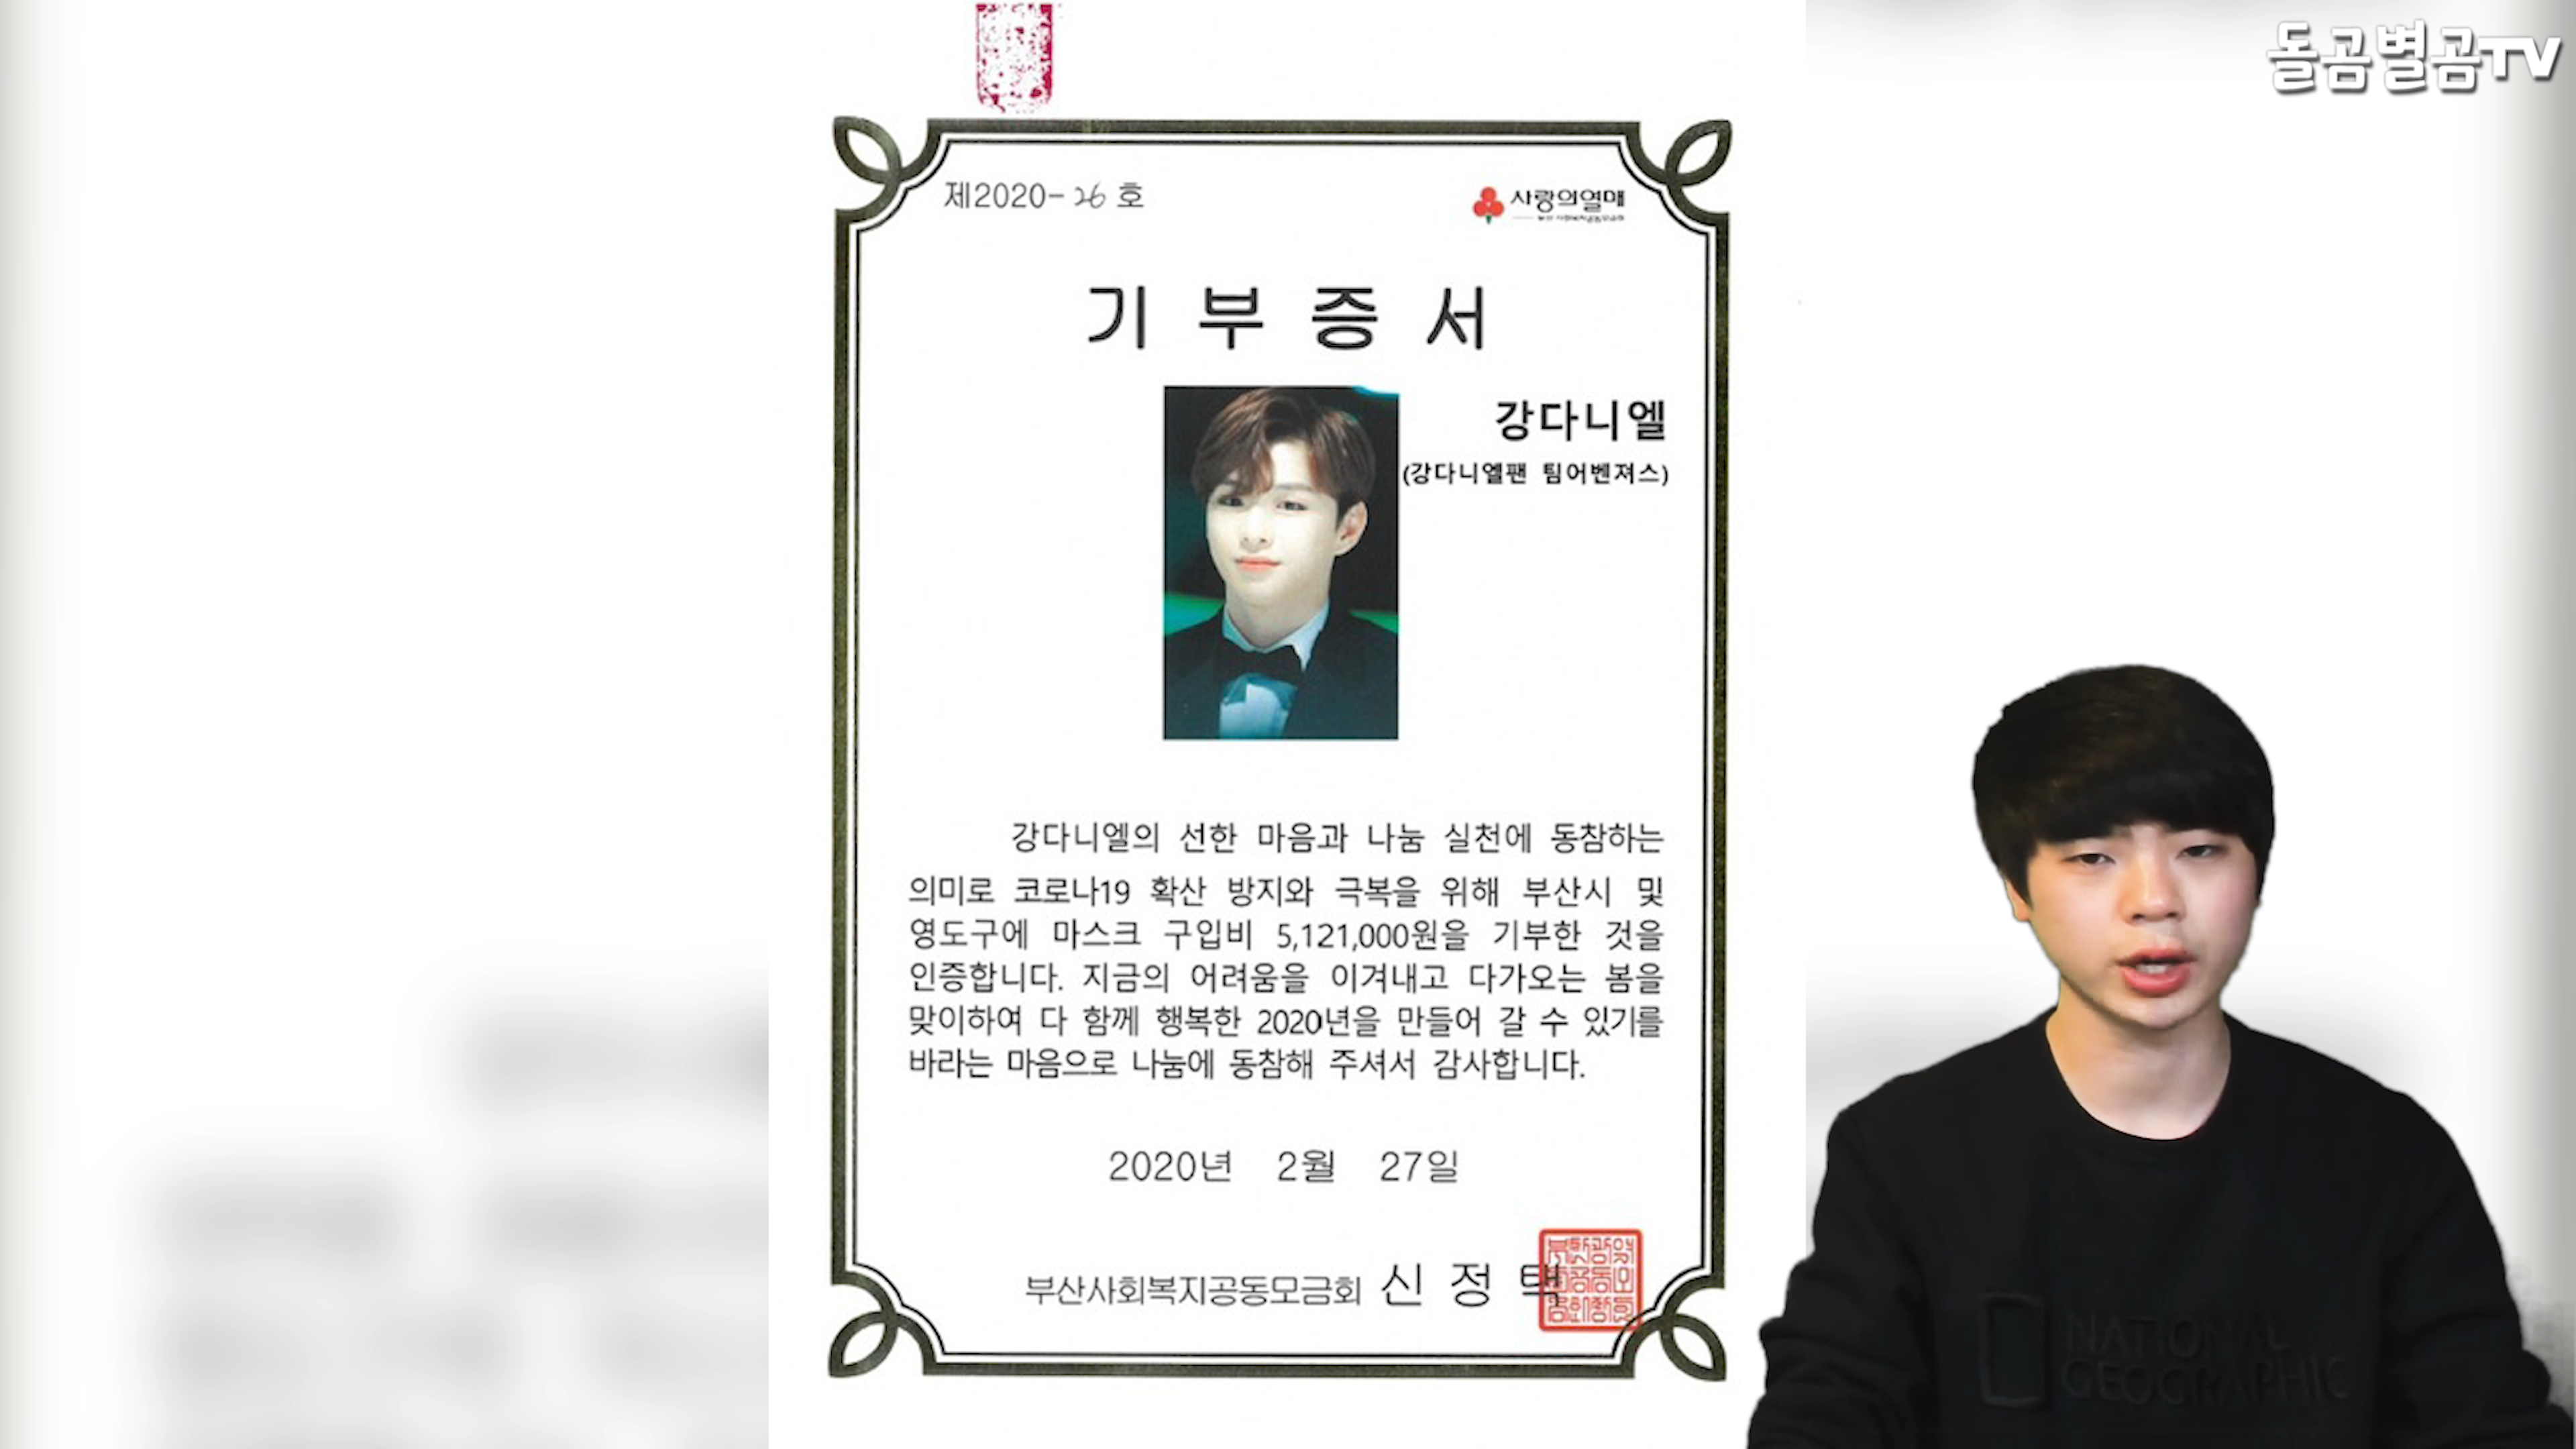 돌곰별곰TV
제2020-26호
사랑의열매
기부증서
강다니엘
(강다니엘팬 팀어벤져스)
강다니엘의 선한 마음과 나눔 실천에 동참하는
의미로 코로나19 확산 방지와 극복을 위해 부산시 및
영도구에 마스크 구입비 5,121,000원을 기부한 것을
인증합니다. 지금의 어려움을 이겨내고 다가오는 봄을
맞이하여 다 함께 행복한 2020년을 만들어 갈 수 있기를
바라는 마음으로 나눔에 동참해 주셔서 감사합니다.
2020년 2월 27일
부산사회복지공동모금회 신정택
NATIONAL
GEOGRAPHIC